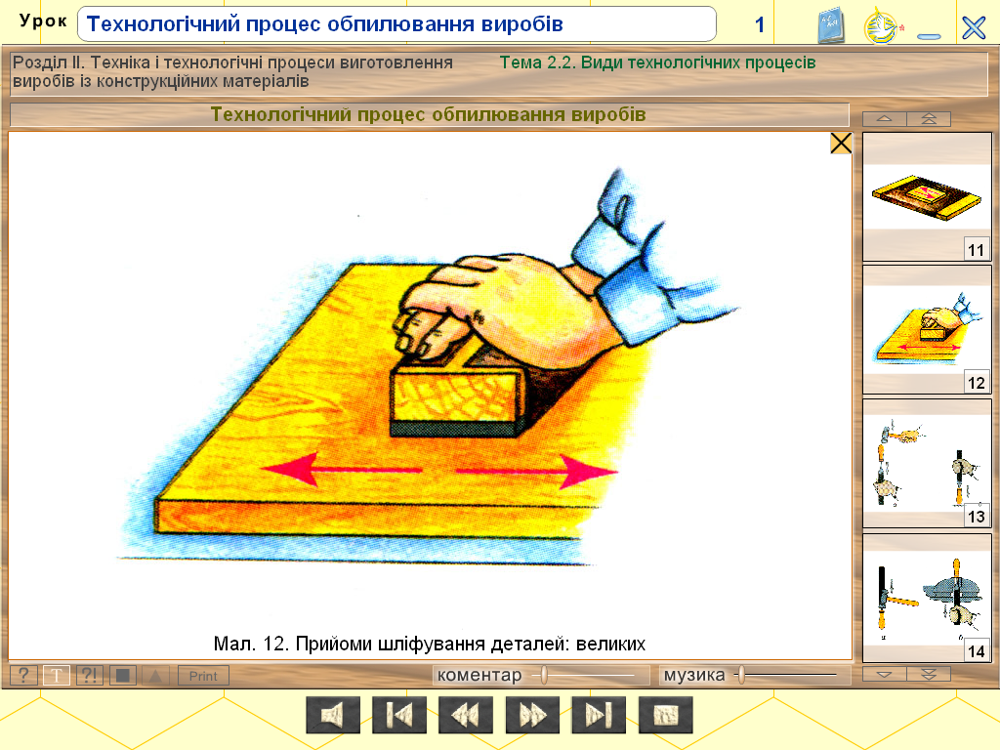 Урок
Технологічний процес обпилювання виробів
1
Розділ ІІ. Техніка і технологічні процеси виготовлення
виробів із конструкційних матеріалів
Тема 2.2. Види технологічних процесів
Технологічний процес обпилювання виробів
11
12
13
14
Мал. 12. Прийоми шліфування деталей: великих
?
T
?!
Print
коментар
музика